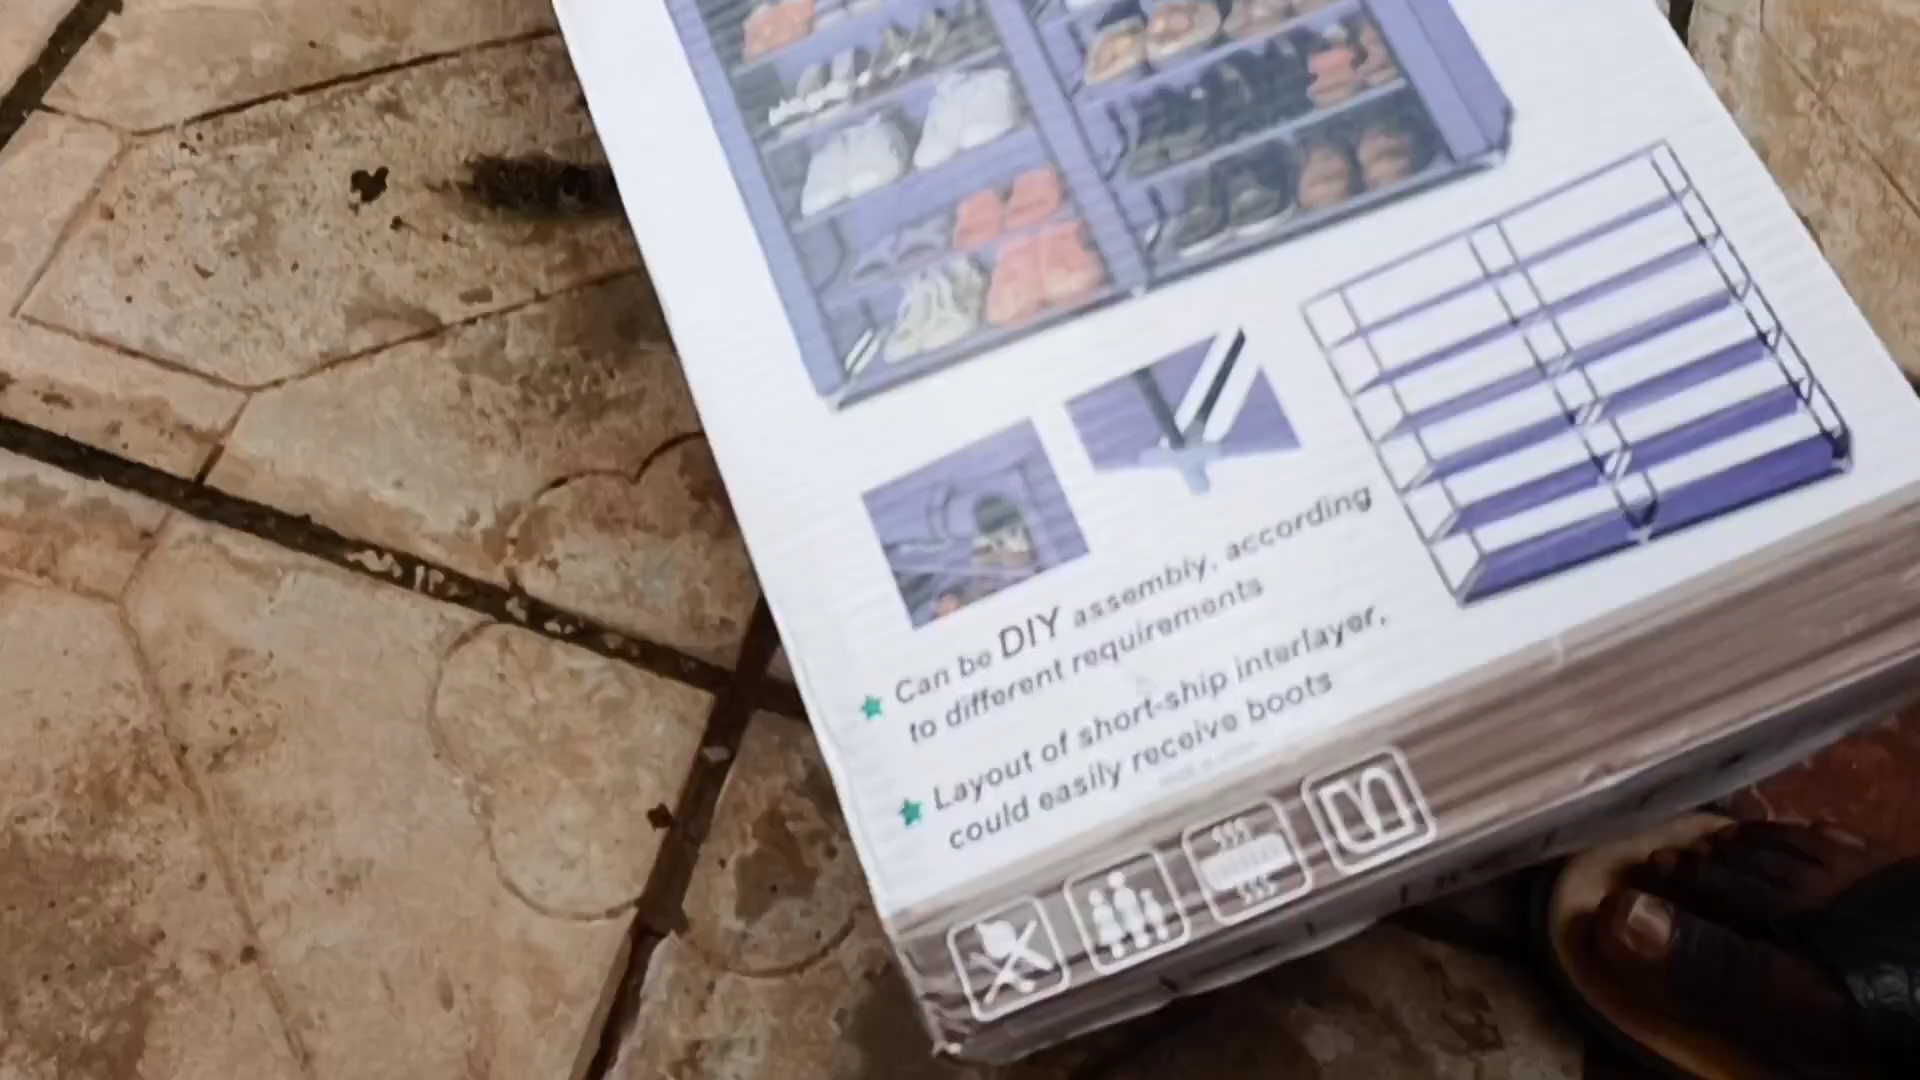 Can be DIY assembly, according
to different requirements
Layout of short-ship interlayer,
could easily receive boots